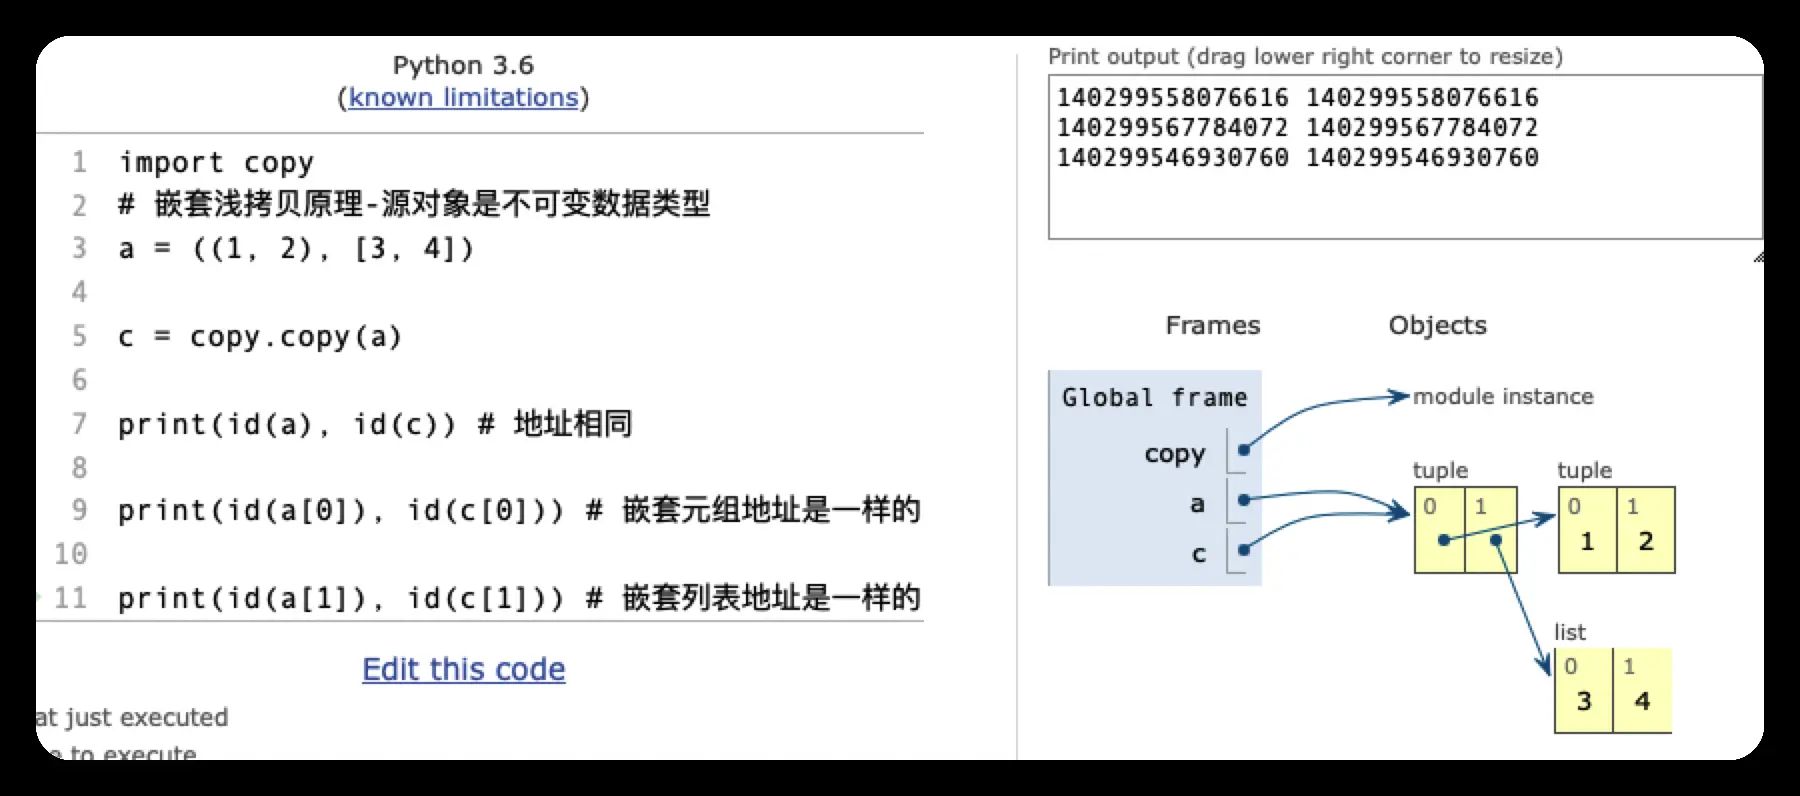 Python 3.6
(known limitations)
1 import copy
2 # 嵌套浅拷贝原理-源对象是不可变数据类型
3 a = ((1, 2), [3, 4])
4
5 c = copy.copy(a)
6
7 print(id(a), id(c)) # 地址相同
8
9 print(id(a[0]), id(c[0])) # 嵌套元组地址是一样的
10
11 print(id(a[1]), id(c[1])) # 嵌套列表地址是一样的
Edit this code
at just executed
e to execute
Print output (drag lower right corner to resize)
140299558076616 140299558076616
140299567784072 140299567784072
140299546930760 140299546930760
Frames Objects
Global frame
module instance
copy
a
c
tuple
0 1
tuple
0 1
1 2
list
0 1
3 4